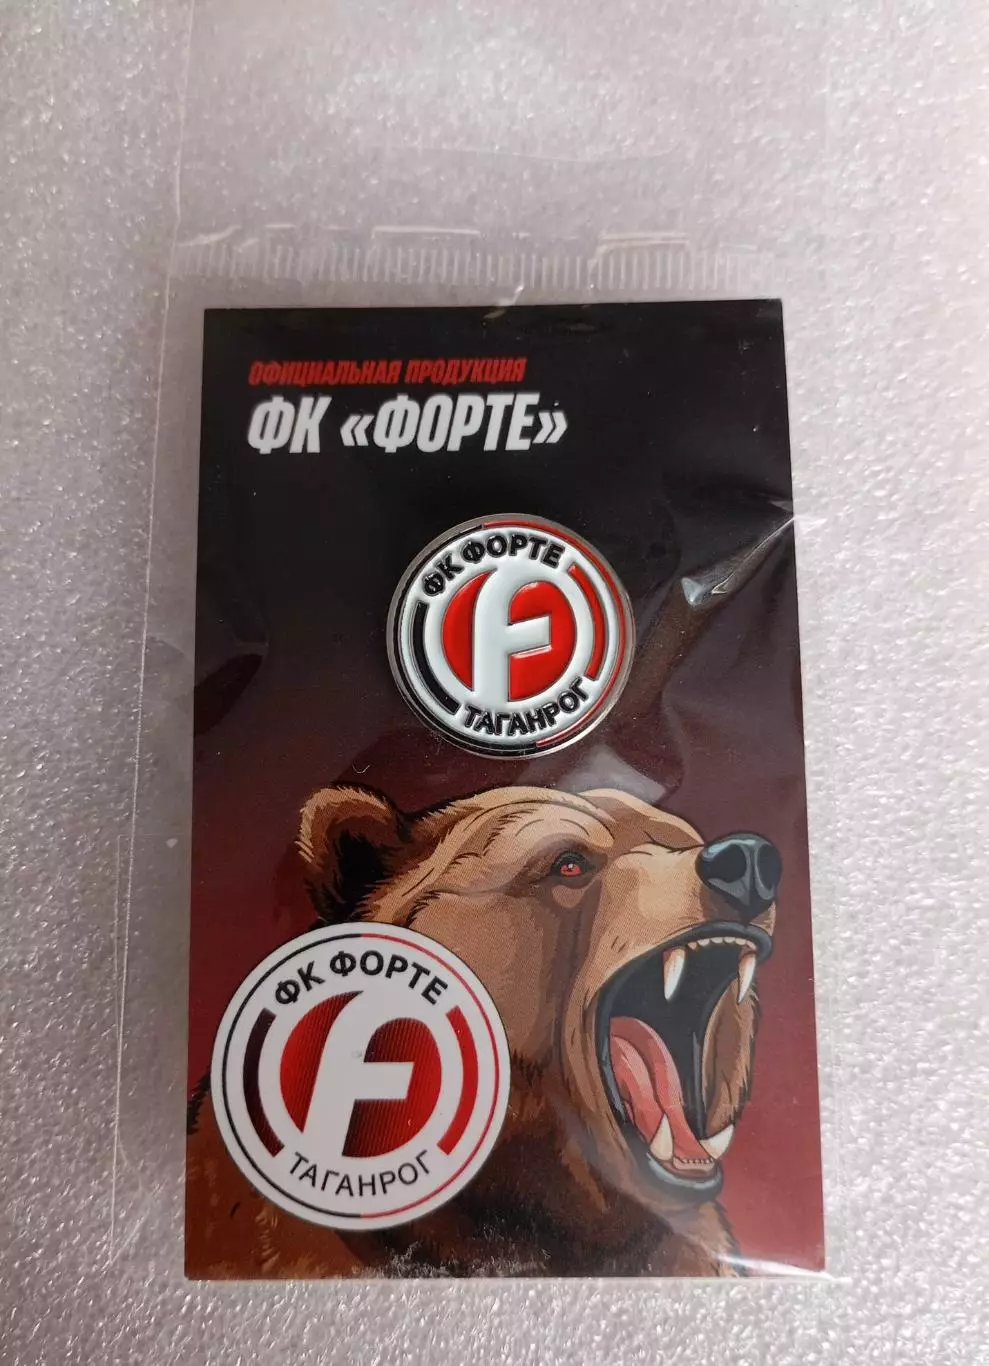 ОФИЦИАЛЬНАЯ ПРОДУКЦИЯ
ФК «ФОРТЕ»
ФК ФОРТЕ
F
ТАГАНРОГ
ФК ФОРТЕ
F
ТАГАНРОГ